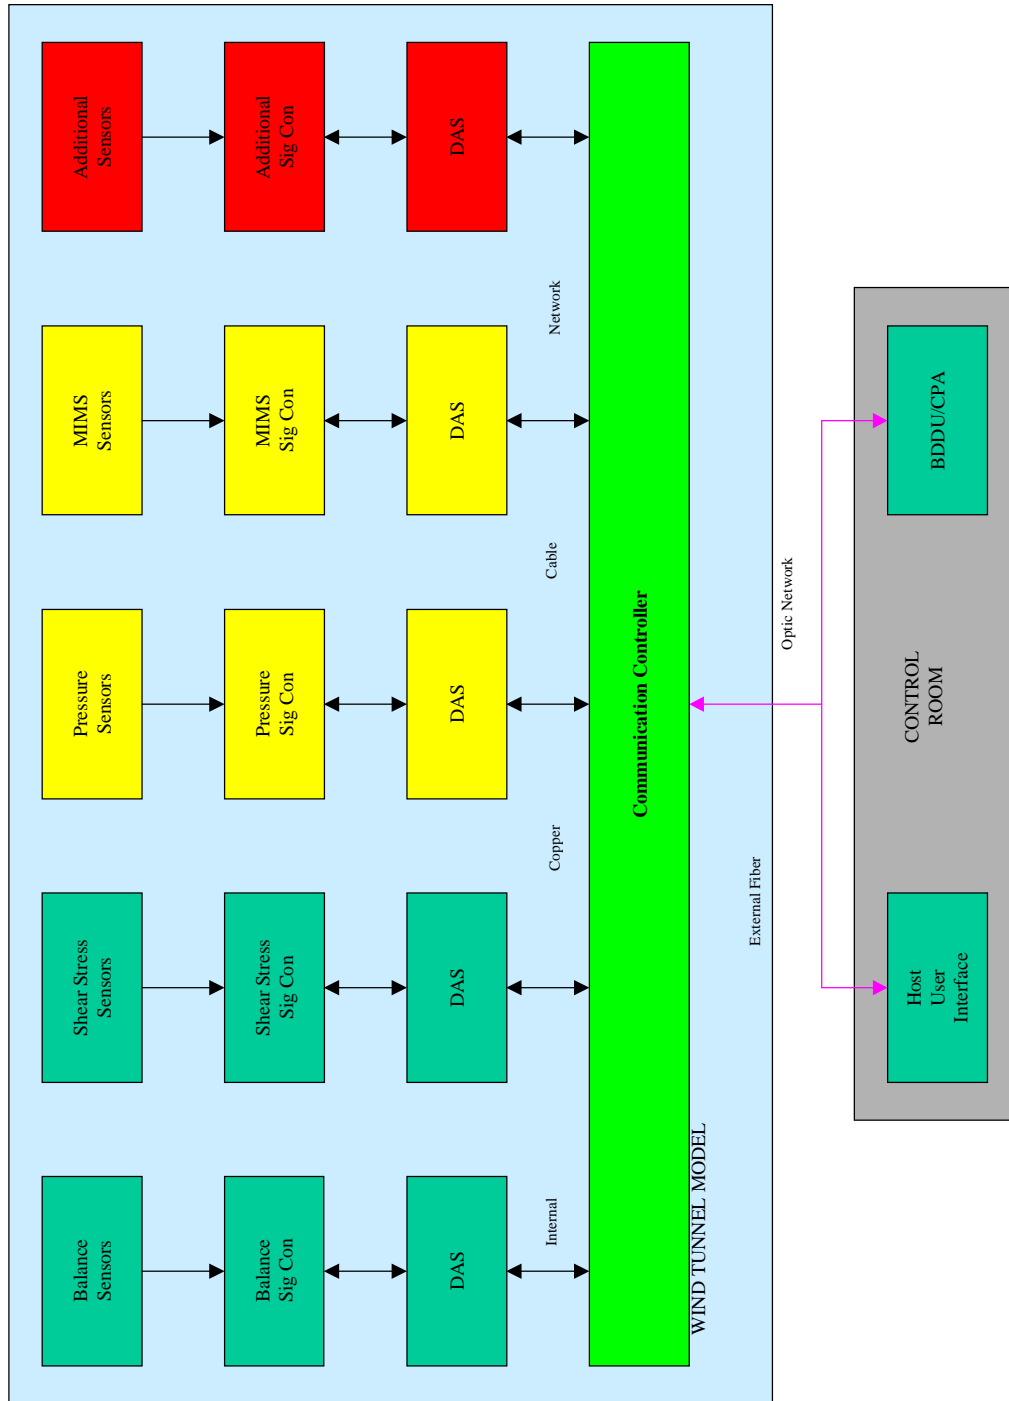 Balance
Sensors
Shear Stress
Sensors
Pressure
Sensors
MIMS
Sensors
Additional
Sensors
Balance
Sig Con
Shear Stress
Sig Con
Pressure
Sig Con
MIMS
Sig Con
Additional
Sig Con
DAS
DAS
DAS
DAS
DAS
Internal
Copper
Cable
Network
Communication Controller
WIND TUNNEL MODEL
External Fiber
Optic Network
Host
User
Interface
CONTROL
ROOM
BDDU/CPA